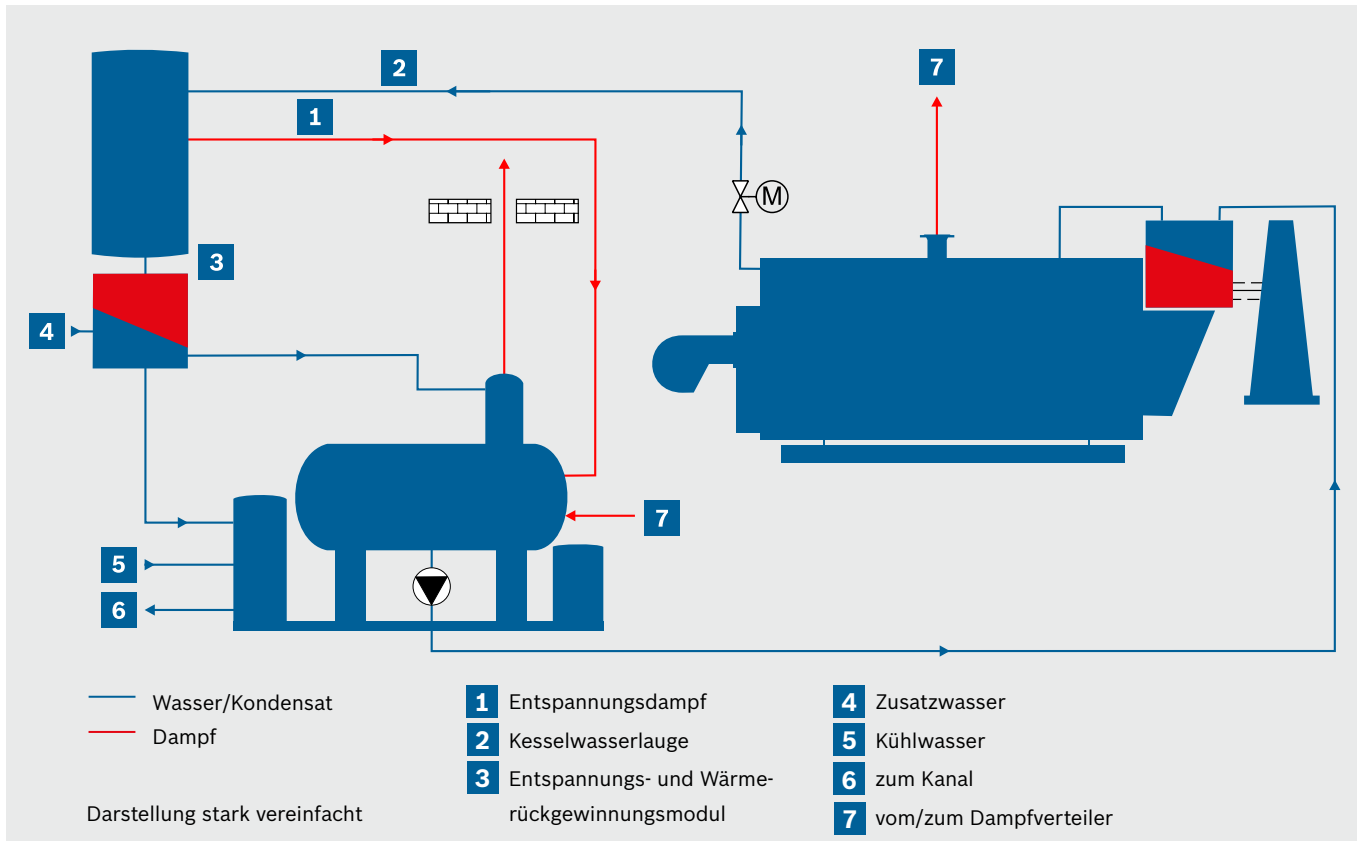 2
7
1
M
3
4
7
5
6
Wasser/Kondensat
Dampf
Darstellung stark vereinfacht
1 Entspannungsdampf
2 Kesselwasserlauge
3 Entspannungs- und Wärme-
rückgewinnungsmodul
4 Zusatzwasser
5 Kühlwasser
6 zum Kanal
7 vom/zum Dampfverteiler